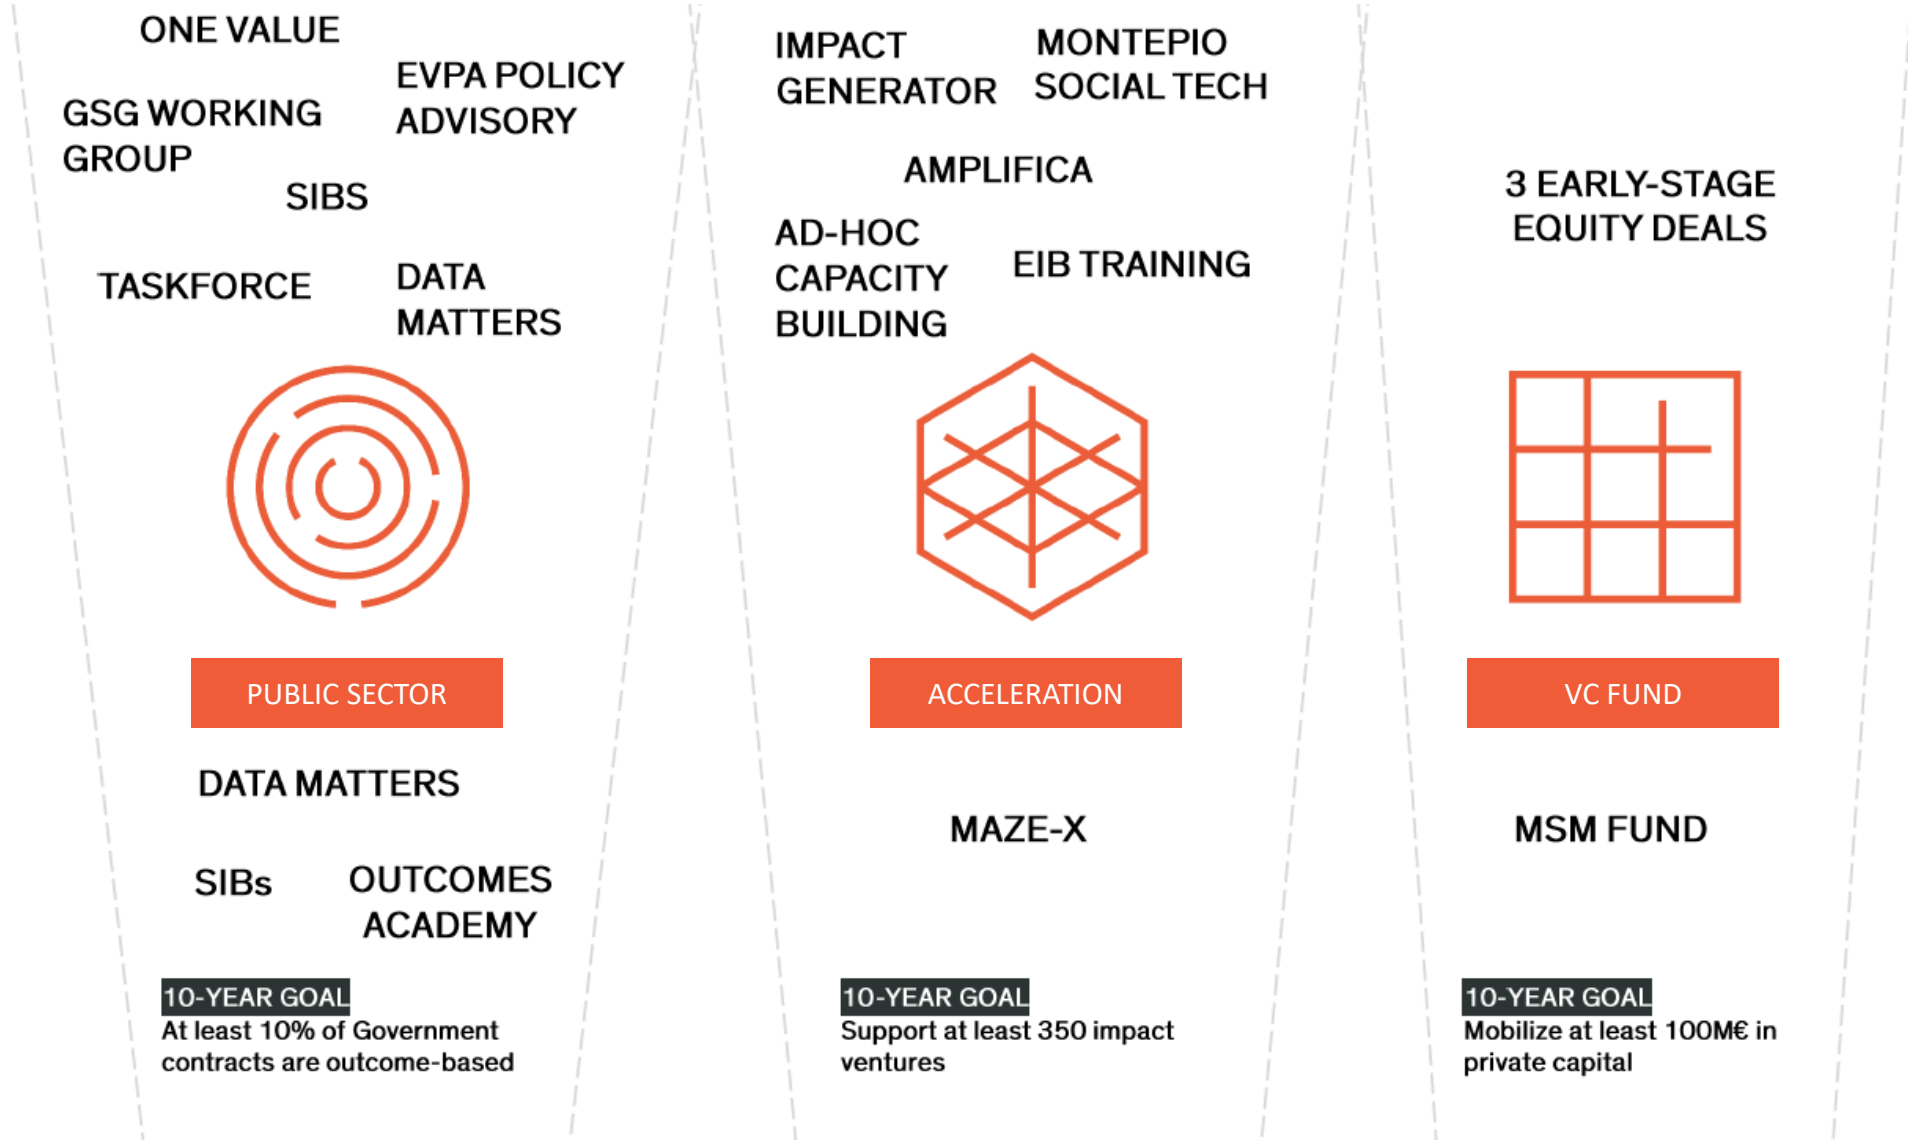 ONE VALUE
EVPA POLICY
ADVISORY
GSG WORKING
GROUP
SIBS
TASKFORCE
DATA
MATTERS
PUBLIC SECTOR
DATA MATTERS
SIBs
OUTCOMES
ACADEMY
10-YEAR GOAL
At least 10% of Government
contracts are outcome-based
IMPACT
GENERATOR
MONTEPIO
SOCIAL TECH
AMPLIFICA
AD-HOC
CAPACITY
BUILDING
EIB TRAINING
ACCELERATION
MAZE-X
10-YEAR GOAL
Support at least 350 impact
ventures
3 EARLY-STAGE
EQUITY DEALS
VC FUND
MSM FUND
10-YEAR GOAL
Mobilize at least 100M€ in
private capital